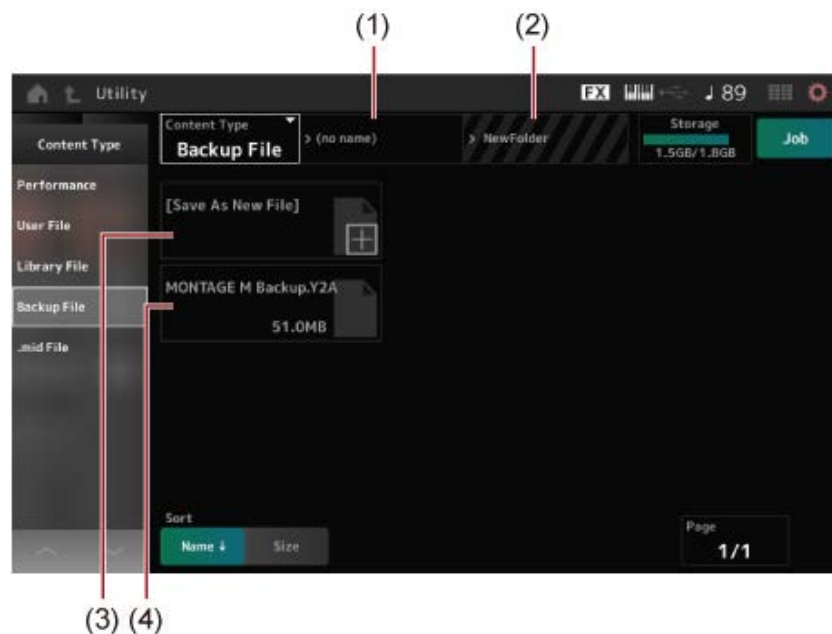 (1) (2)
Utility
FX
89
Content Type
Content Type
Backup File
> (no name)
> NewFolder
Storage
1.5GB/1.8GB
Job
Performance
User File
Library File
Backup File
.mid File
[Save As New File]
MONTAGE M Backup.Y2A
51.0MB
Sort
Name ↓
Size
Page
1/1
(3) (4)